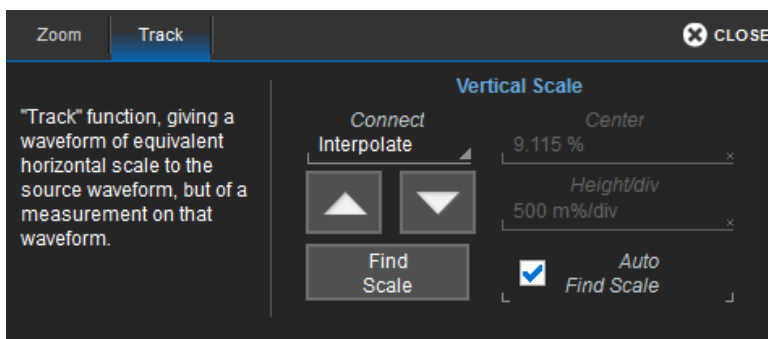 Zoom
Track
CLOSE
"Track" function, giving a
waveform of equivalent
horizontal scale to the
source waveform, but of a
measurement on that
waveform.
Vertical Scale
Connect
Interpolate
Center
9.115 %
Height/div
500 m%/div
Find
Scale
Auto
Find Scale